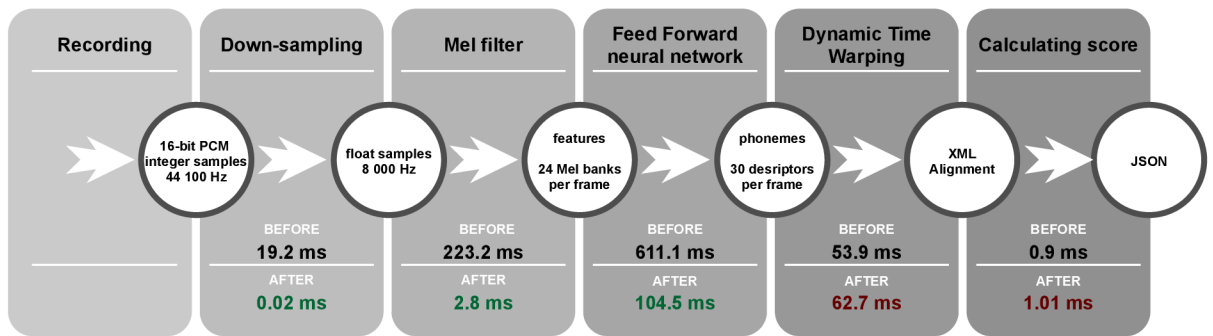 Recording
Down-sampling
Mel filter
Feed Forward
neural network
Dynamic Time
Warping
Calculating score
16-bit PCM
integer samples
44 100 Hz
float samples
8 000 Hz
features
24 Mel banks
per frame
phonemes
30 desriptors
per frame
XML
Alignment
JSON
BEFORE
19.2 ms
AFTER
0.02 ms
BEFORE
223.2 ms
AFTER
2.8 ms
BEFORE
611.1 ms
AFTER
104.5 ms
BEFORE
53.9 ms
AFTER
62.7 ms
BEFORE
0.9 ms
AFTER
1.01 ms